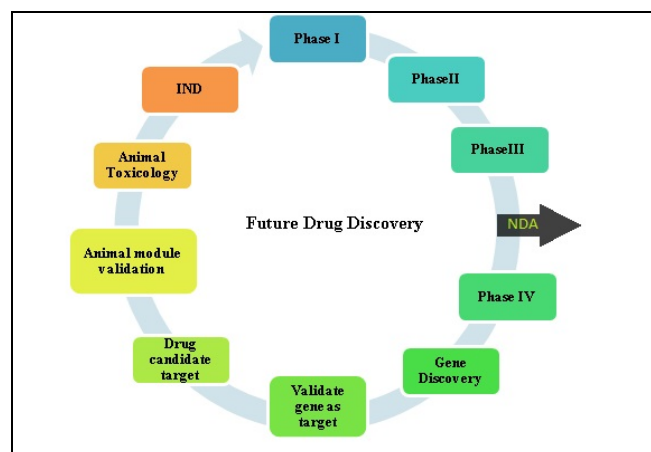 Phase I
PhaseII
PhaseIII
NDA
Phase IV
Gene
Discovery
Validate
gene as
target
Drug
candidate
target
Animal module
validation
Animal
Toxicology
IND
Future Drug Discovery